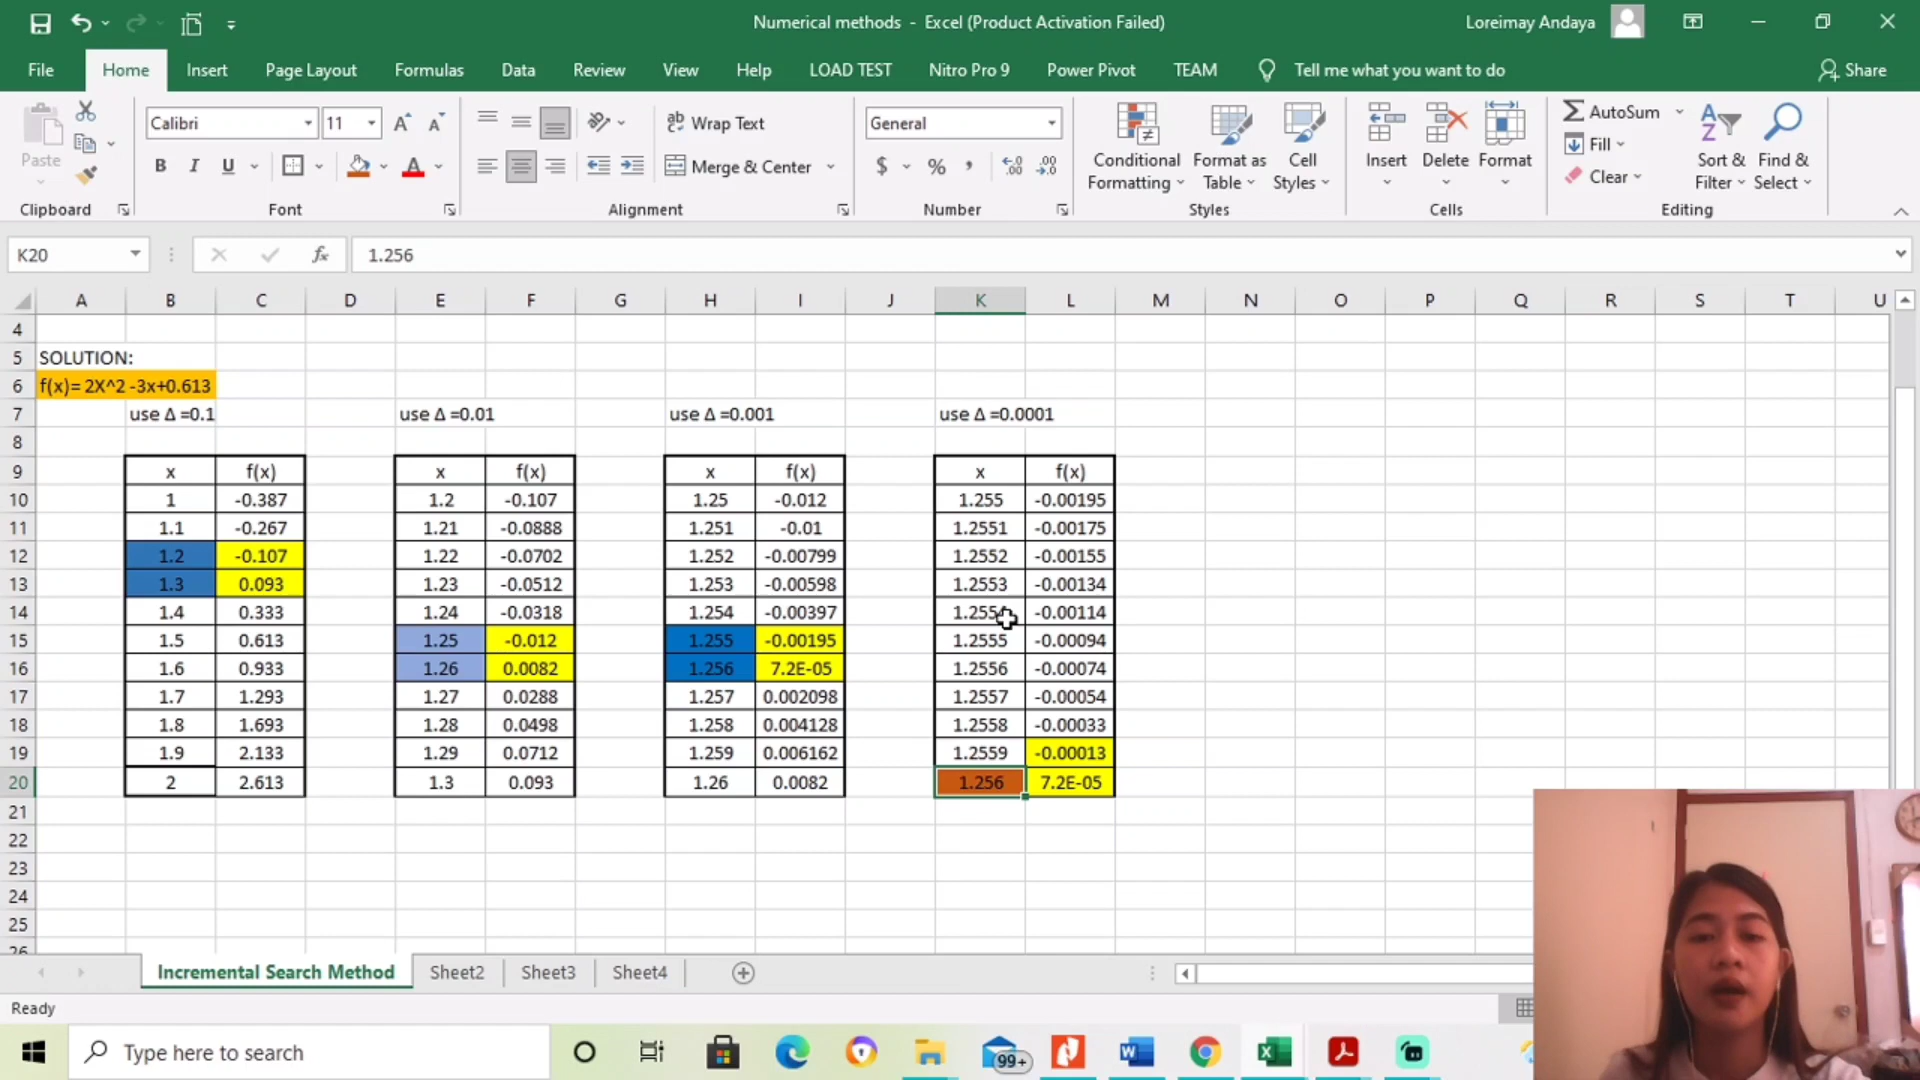 Numerical methods - Excel (Product Activation Failed)
Loreimay Andaya
File Home Insert Page Layout Formulas Data Review View Help LOAD TEST Nitro Pro 9 Power Pivot TEAM Tell me what you want to do Share
Paste
Calibri 11
Wrap Text
General
AutoSum
Fill
Clear
B I U
Merge & Center
$ % ,
Conditional Formatting
Format as Table
Cell Styles
Insert Delete Format
Sort & Filter
Find & Select
Clipboard Font Alignment Number Styles Cells Editing
K20 fx 1.256
A B C D E F G H I J K L M N O P Q R S T U
4
5 SOLUTION:
6 f(x)= 2X^2 -3x+0.613
7 use Δ =0.1 use Δ =0.01 use Δ =0.001 use Δ =0.0001
8
9 x f(x) x f(x) x f(x) x f(x)
10 1 -0.387 1.2 -0.107 1.25 -0.012 1.255 -0.00195
11 1.1 -0.267 1.21 -0.0888 1.251 -0.01 1.2551 -0.00175
12 1.2 -0.107 1.22 -0.0702 1.252 -0.00799 1.2552 -0.00155
13 1.3 0.093 1.23 -0.0512 1.253 -0.00598 1.2553 -0.00134
14 1.4 0.333 1.24 -0.0318 1.254 -0.00397 1.2554 -0.00114
15 1.5 0.613 1.25 -0.012 1.255 -0.00195 1.2555 -0.00094
16 1.6 0.933 1.26 0.0082 1.256 7.2E-05 1.2556 -0.00074
17 1.7 1.293 1.27 0.0288 1.257 0.002098 1.2557 -0.00054
18 1.8 1.693 1.28 0.0498 1.258 0.004128 1.2558 -0.00033
19 1.9 2.133 1.29 0.0712 1.259 0.006162 1.2559 -0.00013
20 2 2.613 1.3 0.093 1.26 0.0082 1.256 7.2E-05
21
22
23
24
25
26
Incremental Search Method Sheet2 Sheet3 Sheet4
Ready
Type here to search
99+